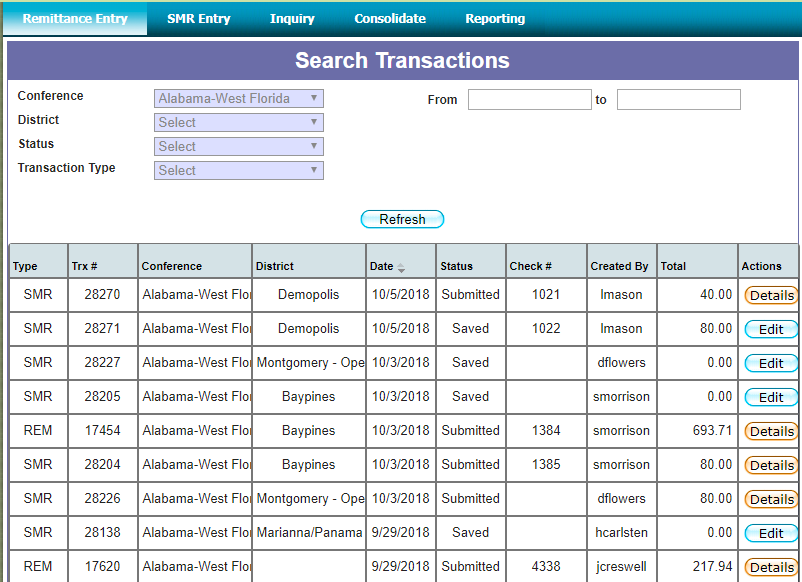 Remittance Entry SMR Entry Inquiry Consolidate Reporting
Search Transactions
Conference Alabama-West Florida From to
District Select
Status Select
Transaction Type Select
Refresh
Type Trx # Conference District Date Status Check # Created By Total Actions
SMR 28270 Alabama-West Flo Demopolis 10/5/2018 Submitted 1021 lmason 40.00 Details
SMR 28271 Alabama-West Flo Demopolis 10/5/2018 Saved 1022 lmason 80.00 Edit
SMR 28227 Alabama-West Flo Montgomery - Ope 10/3/2018 Saved dflowers 0.00 Edit
SMR 28205 Alabama-West Flo Baypines 10/3/2018 Saved smorrison 0.00 Edit
REM 17454 Alabama-West Flo Baypines 10/3/2018 Submitted 1384 smorrison 693.71 Details
SMR 28204 Alabama-West Flo Baypines 10/3/2018 Submitted 1385 smorrison 80.00 Details
SMR 28226 Alabama-West Flo Montgomery - Ope 10/3/2018 Submitted dflowers 80.00 Details
SMR 28138 Alabama-West Flo Marianna/Panama 9/29/2018 Saved hcarlsten 0.00 Edit
REM 17620 Alabama-West Flo 9/29/2018 Submitted 4338 jcreswell 217.94 Details